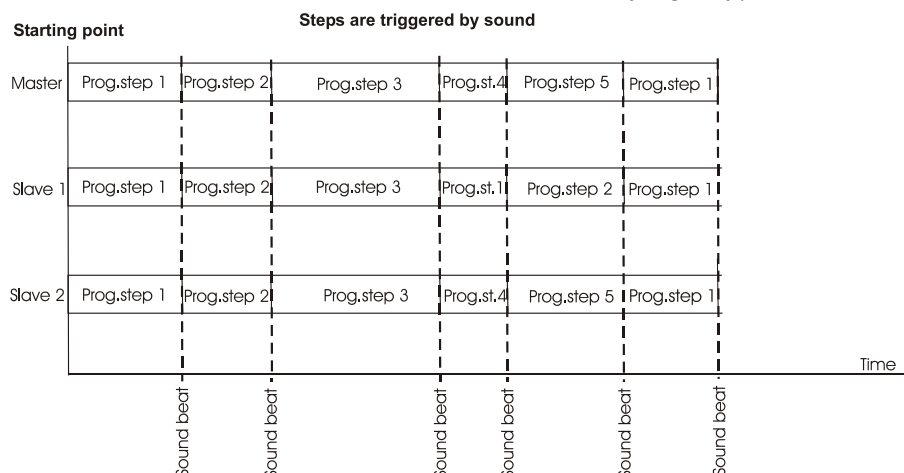 Steps are triggered by sound
Starting point
Master Prog.step 1 Prog.step 2 Prog.step 3 Prog.st.4 Prog.step 5 Prog.step 1
Slave 1 Prog.step 1 Prog.step 2 Prog.step 3 Prog.st.1 Prog.step 2 Prog.step 1
Slave 2 Prog.step 1 Prog.step 2 Prog.step 3 Prog.st.4 Prog.step 5 Prog.step 1
Time
Sound beat
Sound beat
Sound beat
Sound beat
Sound beat
Sound beat